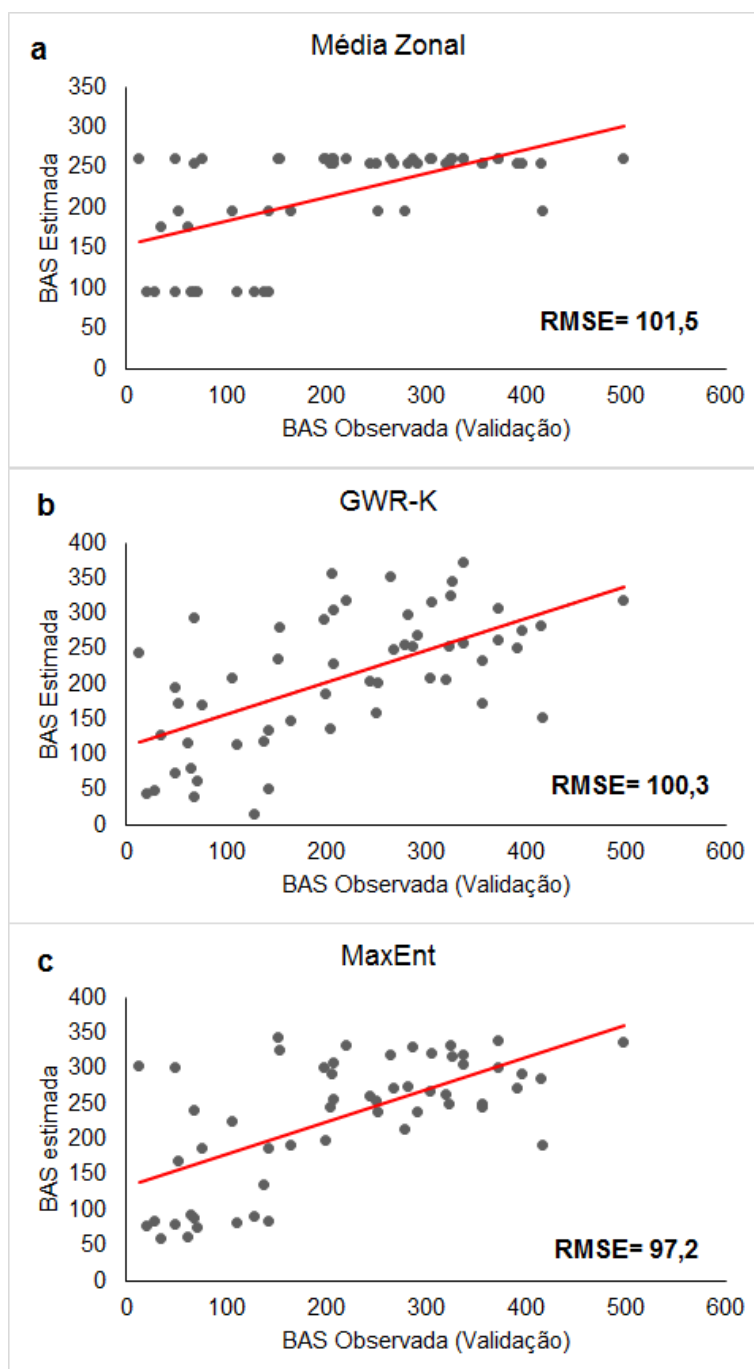 a
Média Zonal
350
300
250
200
150
100
50
0
BAS Estimada
RMSE= 101,5
0 100 200 300 400 500 600
BAS Observada (Validação)
b
GWR-K
400
350
300
250
200
150
100
50
0
BAS Estimada
RMSE= 100,3
0 100 200 300 400 500 600
BAS Observada (Validação)
c
MaxEnt
400
350
300
250
200
150
100
50
0
BAS estimada
RMSE= 97,2
0 100 200 300 400 500 600
BAS Observada (Validação)